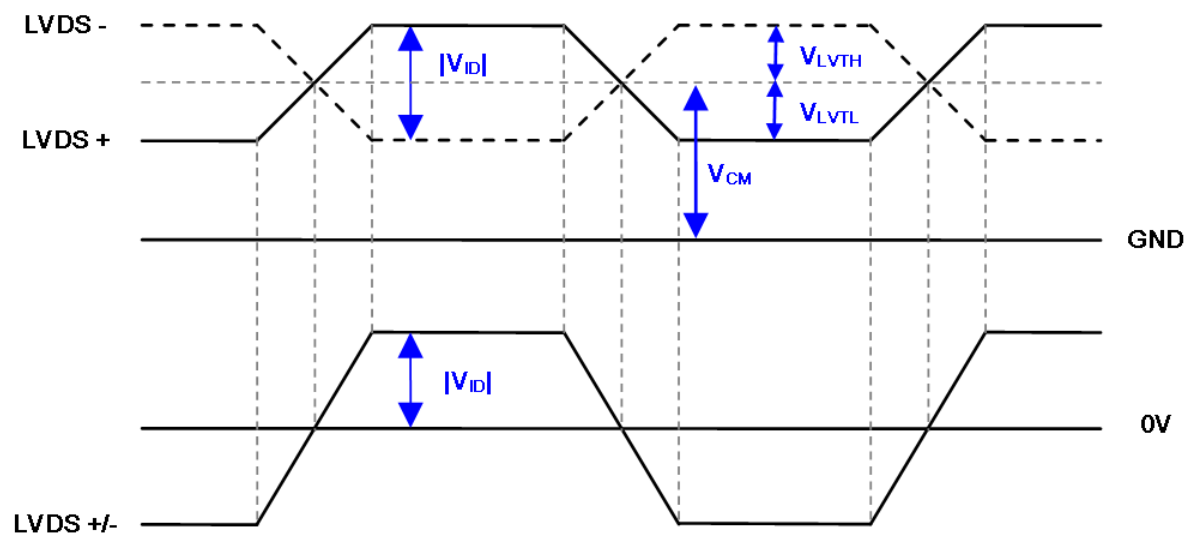 LVDS -
|VID|
VLVTH
LVDS +
VLVTL
VCM
GND
|VID|
0V
LVDS +/-